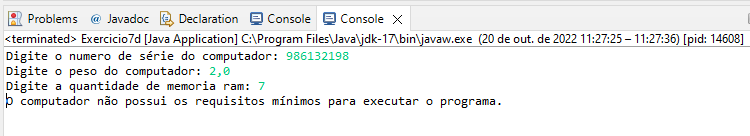 Problems Javadoc Declaration Console Console
<terminated> Exercicio7d [Java Application] C:\Program Files\Java\jdk-17\bin\javaw.exe (20 de out. de 2022 11:27:25 – 11:27:36) [pid: 14608]
Digite o numero de série do computador: 986132198
Digite o peso do computador: 2,0
Digite a quantidade de memoria ram: 7
O computador não possui os requisitos mínimos para executar o programa.